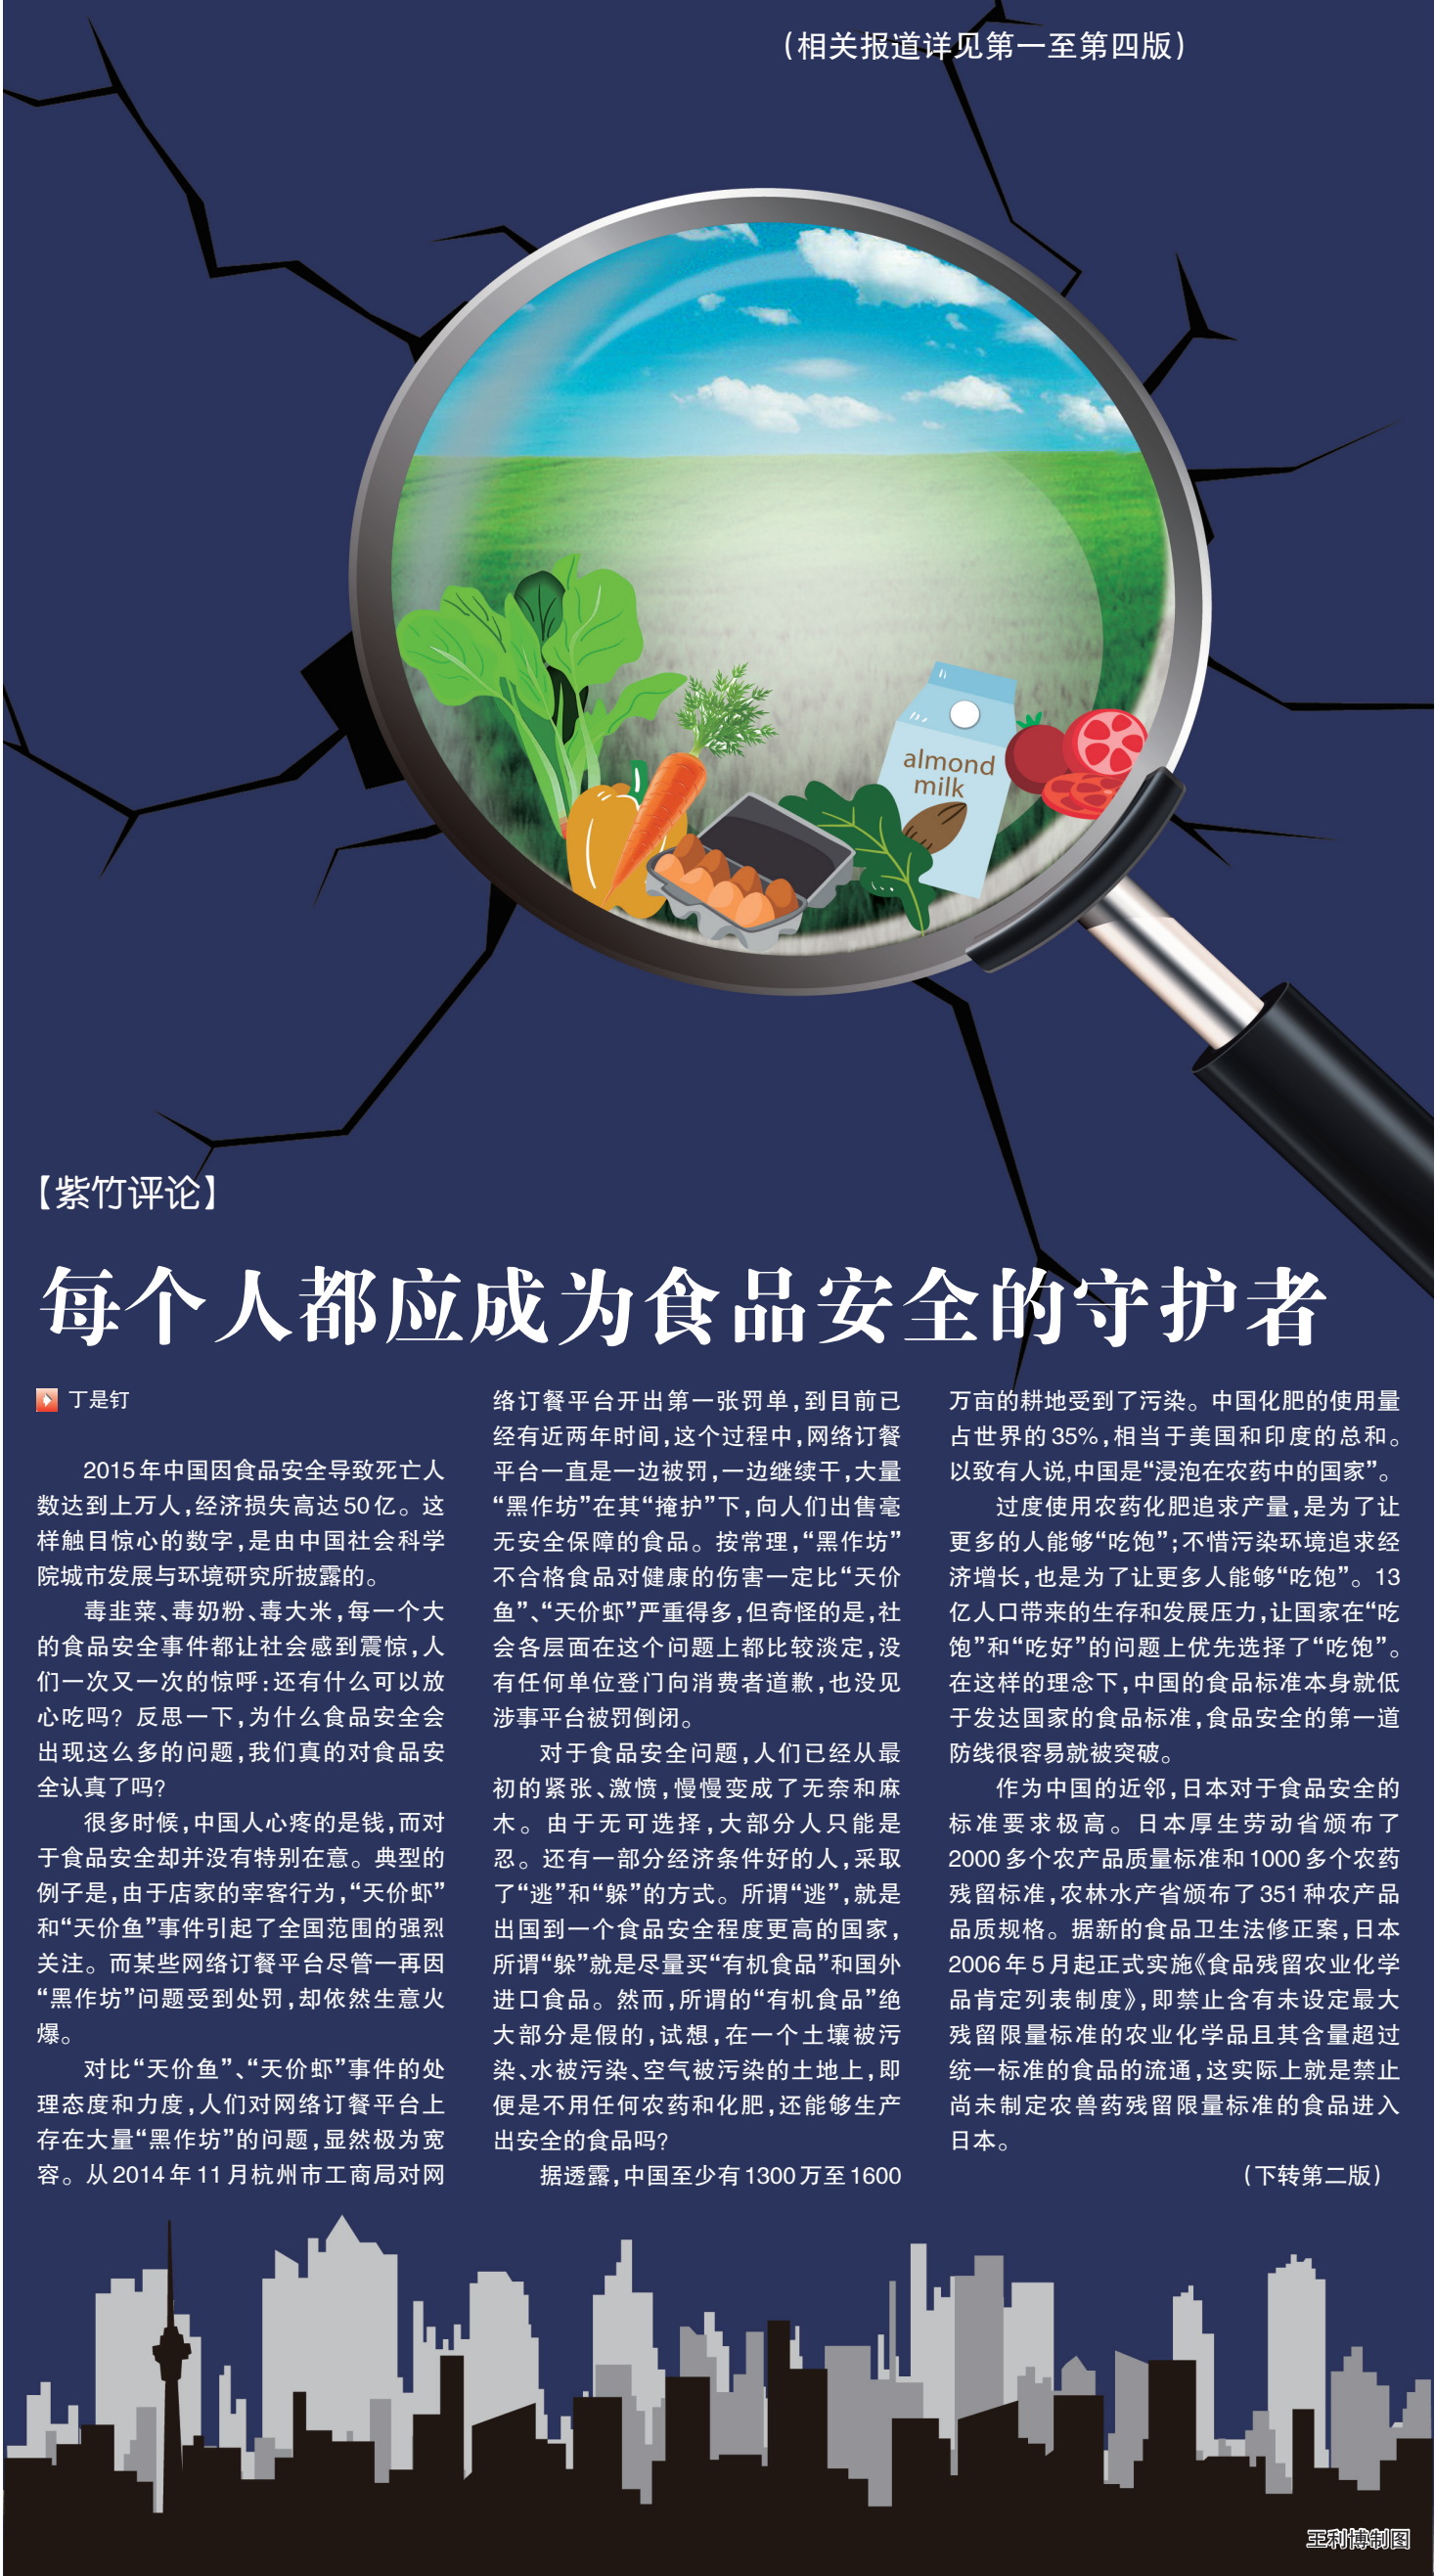 （相关报道详见第一至第四版）
almond
milk
【紫竹评论】
每个人都应成为食品安全的守护者
丁是钉
2015年中国因食品安全导致死亡人
数达到上万人，经济损失高达50亿。这
样触目惊心的数字，是由中国社会科学
院城市发展与环境研究所披露的。
毒韭菜、毒奶粉、毒大米，每一个大
的食品安全事件都让社会感到震惊，人
们一次又一次的惊呼：还有什么可以放
心吃吗？反思一下，为什么食品安全会
出现这么多的问题，我们真的对食品安
全认真了吗？
很多时候，中国人心疼的是钱，而对
于食品安全却并没有特别在意。典型的
例子是，由于店家的宰客行为，“天价虾”
和“天价鱼”事件引起了全国范围的强烈
关注。而某些网络订餐平台尽管一再因
“黑作坊”问题受到处罚，却依然生意火
爆。
对比“天价鱼”、“天价虾”事件的处
理态度和力度，人们对网络订餐平台上
存在大量“黑作坊”的问题，显然极为宽
容。从2014年11月杭州市工商局对网
络订餐平台开出第一张罚单，到目前已
经有近两年时间，这个过程中，网络订餐
平台一直是一边被罚，一边继续干，大量
“黑作坊”在其“掩护”下，向人们出售毫
无安全保障的食品。按常理，“黑作坊”
不合格食品对健康的伤害一定比“天价
鱼”、“天价虾”严重得多，但奇怪的是，社
会各层面在这个问题上都比较淡定，没
有任何单位登门向消费者道歉，也没见
涉事平台被罚倒闭。
对于食品安全问题，人们已经从最
初的紧张、激愤，慢慢变成了无奈和麻
木。由于无可选择，大部分人只能是
忍。还有一部分经济条件好的人，采取
了“逃”和“躲”的方式。所谓“逃”，就是
出国到一个食品安全程度更高的国家，
所谓“躲”就是尽量买“有机食品”和国外
进口食品。然而，所谓的“有机食品”绝
大部分是假的，试想，在一个土壤被污
染、水被污染、空气被污染的土地上，即
便是不用任何农药和化肥，还能够生产
出安全的食品吗？
据透露，中国至少有1300万至1600
万亩的耕地受到了污染。中国化肥的使用量
占世界的35%，相当于美国和印度的总和。
以致有人说，中国是“浸泡在农药中的国家”。
过度使用农药化肥追求产量，是为了让
更多的人能够“吃饱”；不惜污染环境追求经
济增长，也是为了让更多人能够“吃饱”。13
亿人口带来的生存和发展压力，让国家在“吃
饱”和“吃好”的问题上优先选择了“吃饱”。
在这样的理念下，中国的食品标准本身就低
于发达国家的食品标准，食品安全的第一道
防线很容易就被突破。
作为中国的近邻，日本对于食品安全的
标准要求极高。日本厚生劳动省颁布了
2000多个农产品质量标准和1000多个农药
残留标准，农林水产省颁布了351种农产品
品质规格。据新的食品卫生法修正案，日本
2006年5月起正式实施《食品残留农业化学
品肯定列表制度》，即禁止含有未设定最大
残留限量标准的农业化学品且其含量超过
统一标准的食品的流通，这实际上就是禁止
尚未制定农兽药残留限量标准的食品进入
日本。
（下转第二版）
王利博制图